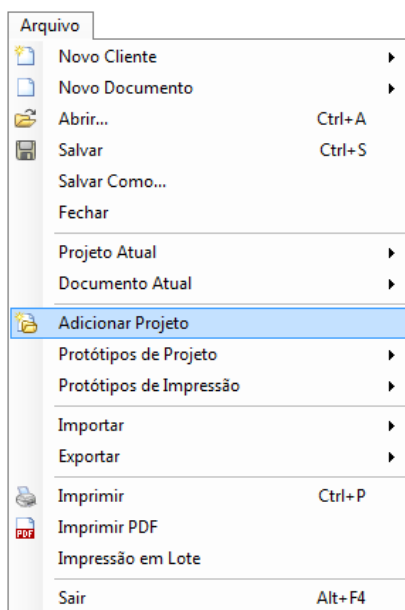 Arquivo
Novo Cliente
Novo Documento
Abrir... Ctrl+A
Salvar Ctrl+S
Salvar Como...
Fechar
Projeto Atual
Documento Atual
Adicionar Projeto
Protótipos de Projeto
Protótipos de Impressão
Importar
Exportar
Imprimir Ctrl+P
PDF Imprimir PDF
Impressão em Lote
Sair Alt+F4